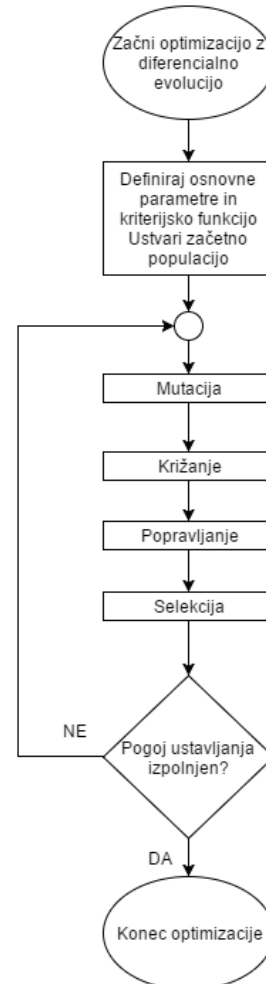 Začni optimizacijo z
diferencialno
evolucijo
Definiraj osnovne
parametre in
kriterijsko funkcijo
Ustvari začetno
populacijo
Mutacija
Križanje
Popravljanje
Selekcija
NE
Pogoj ustavljanja
izpolnjen?
DA
Konec optimizacije